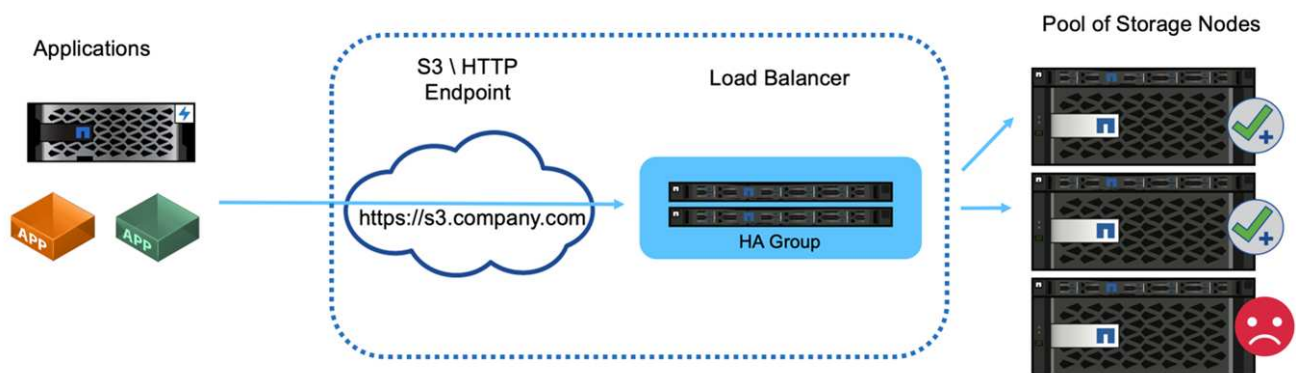 Applications
APP
APP
S3 \ HTTP
Endpoint
https://s3.company.com
Load Balancer
HA Group
Pool of Storage Nodes